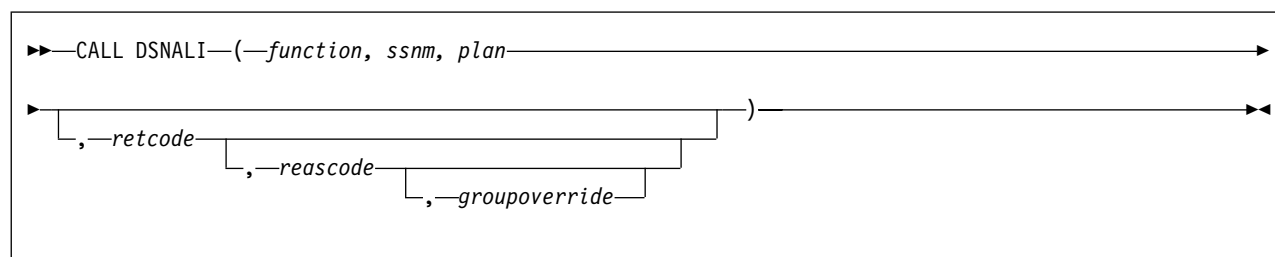 CALL DSNALI ( function, ssnm, plan
)
, retcode
, reascode
, groupoverride